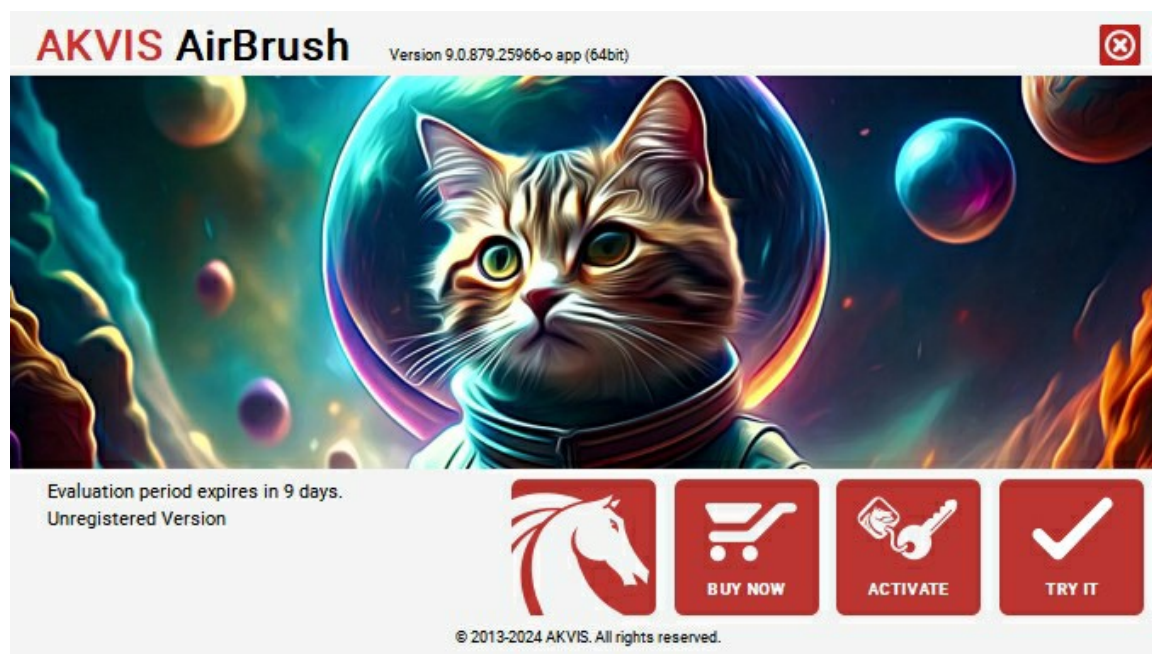 AKVIS AirBrush Version 9.0.879.25966-o app (64bit)
Evaluation period expires in 9 days.
Unregistered Version
BUY NOW ACTIVATE TRY IT
© 2013-2024 AKVIS. All rights reserved.